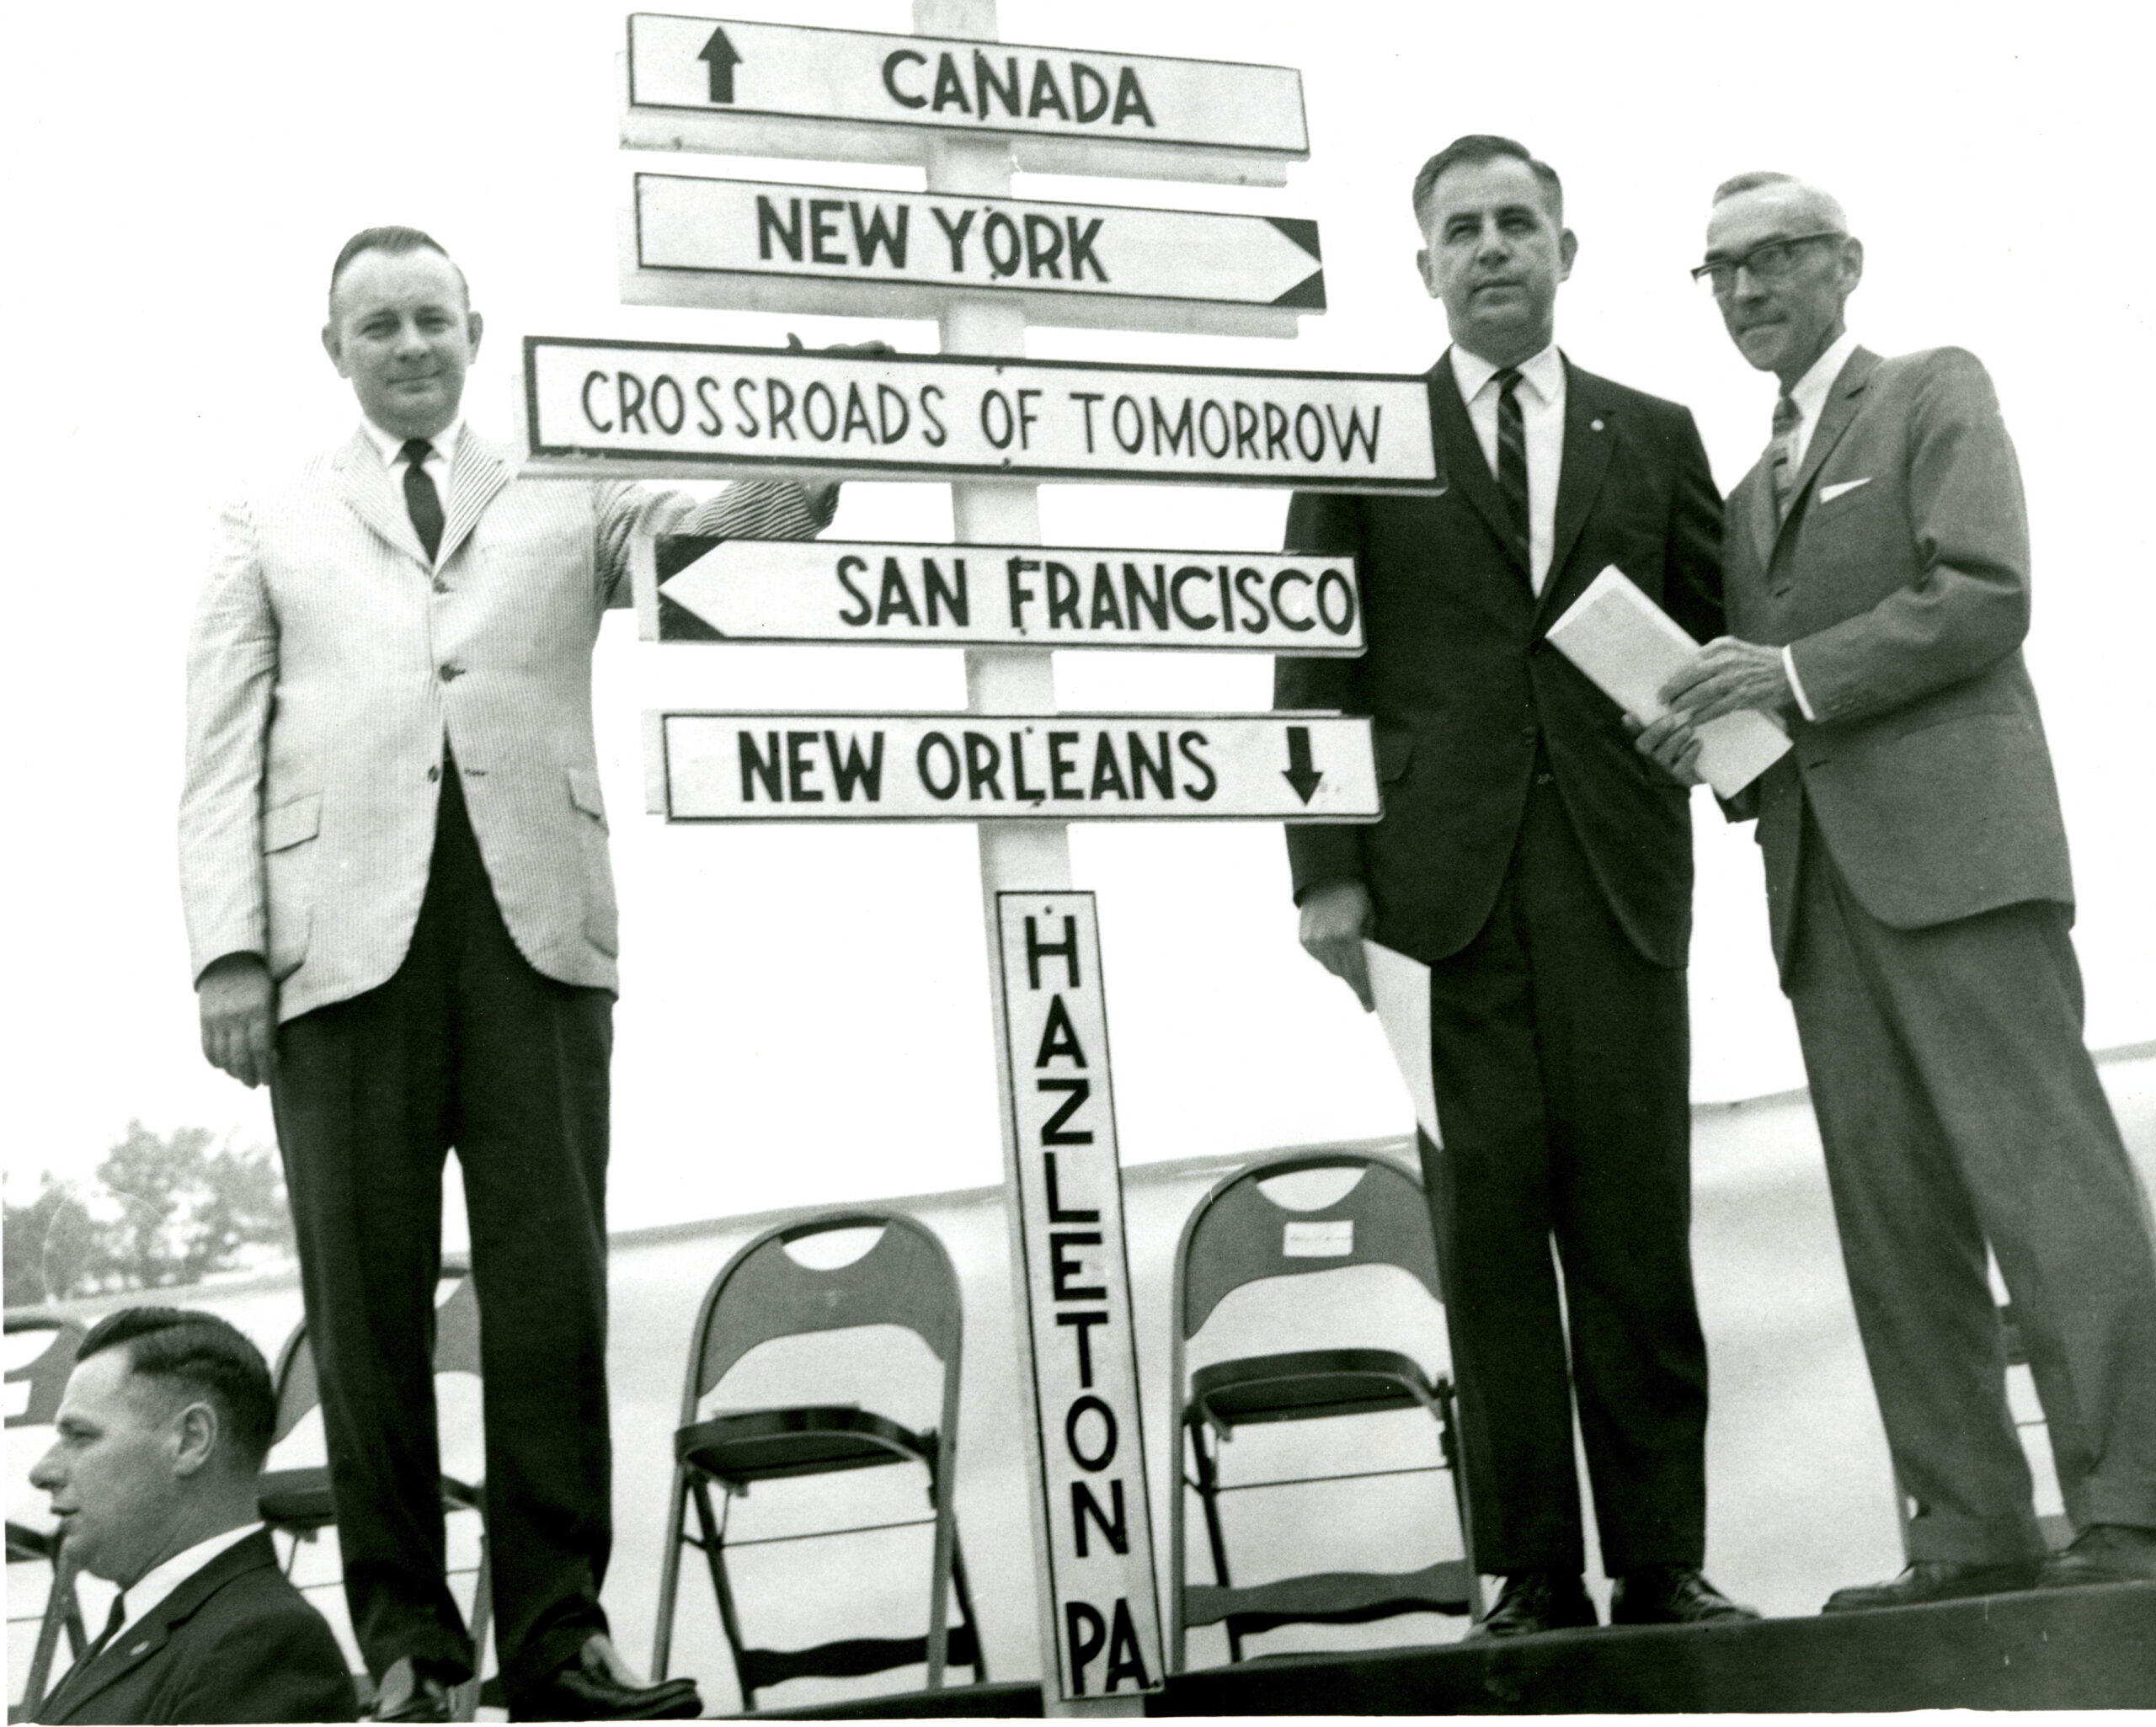 CANADA
NEW YORK
CROSSROADS OF TOMORROW
SAN FRANCISCO
NEW ORLEANS
HAZLETON PA.